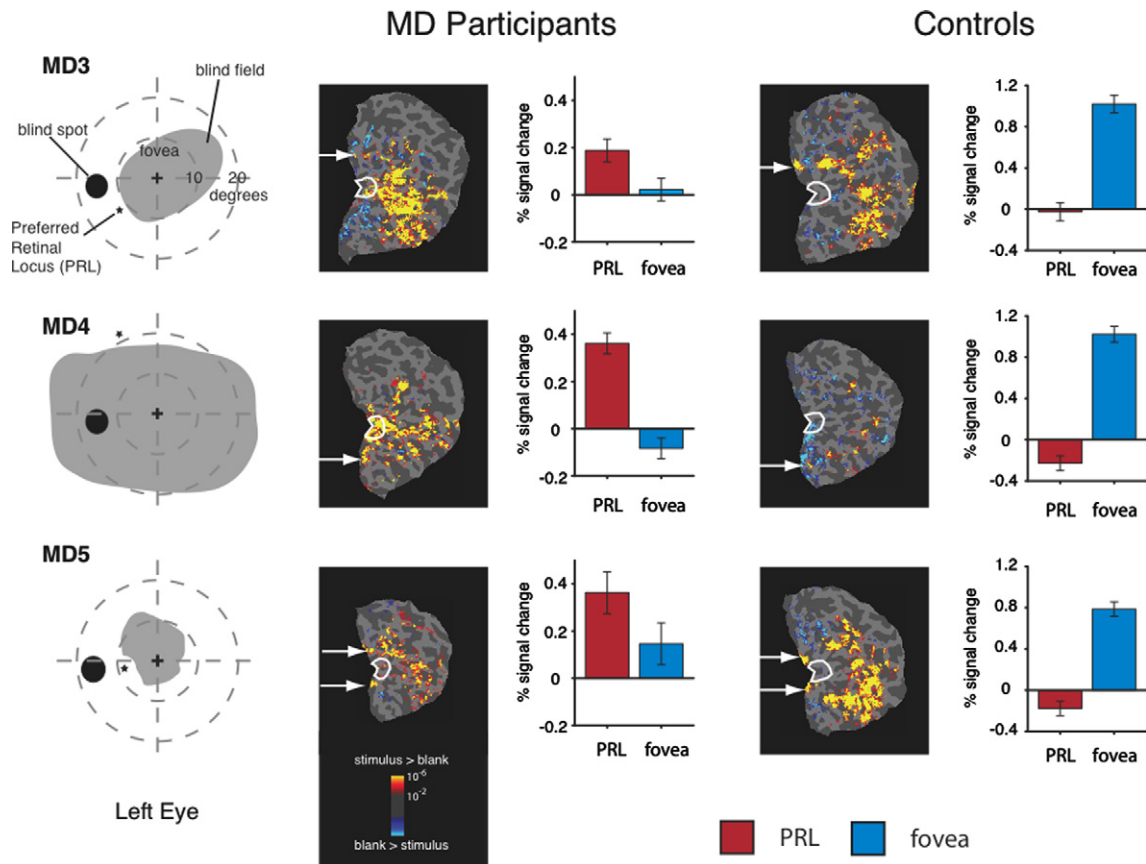 MD Participants
Controls
MD3
blind field
blind spot
fovea
10
20
degrees
Preferred
Retinal
Locus (PRL)
% signal change
0.4
0.2
0
-0.2
PRL fovea
% signal change
1.2
0.8
0.4
0
-0.4
PRL fovea
MD4
% signal change
0.4
0.2
0
-0.2
PRL fovea
% signal change
1.2
0.8
0.4
0
-0.4
PRL fovea
MD5
% signal change
0.4
0.2
0
-0.2
PRL fovea
% signal change
1.2
0.8
0.4
0
-0.4
PRL fovea
stimulus > blank
10-6
10-2
blank > stimulus
Left Eye
PRL fovea